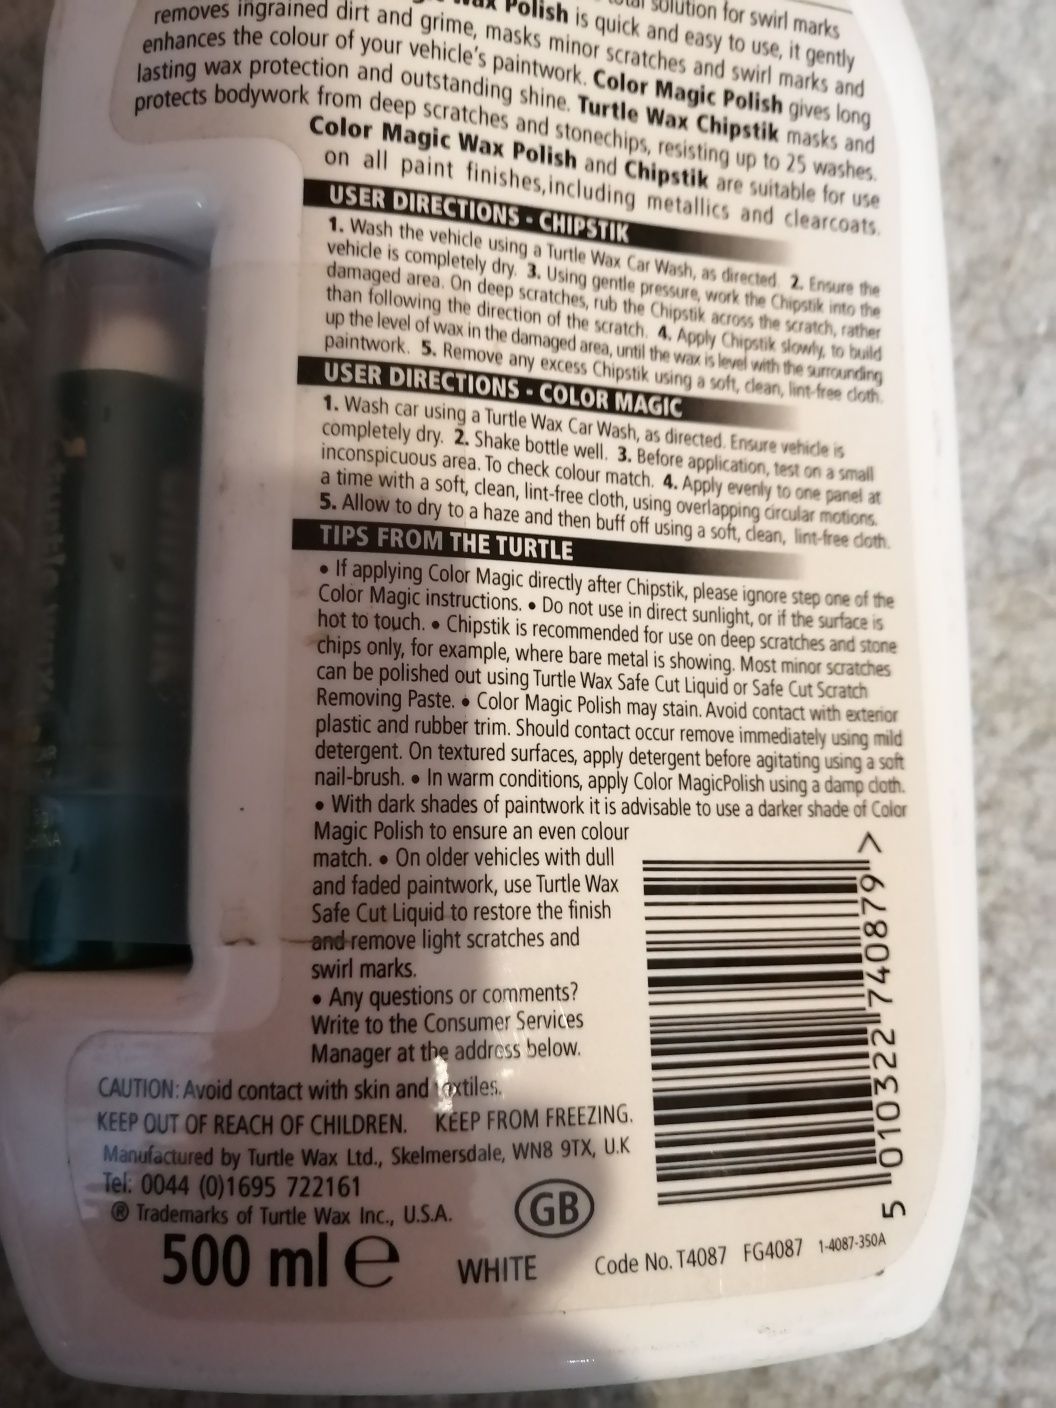 Wax Polish is quick and easy to use, it gently
solution for swirl marks
removes ingrained dirt and grime, masks minor scratches and swirl marks and
enhances the colour of your vehicle's paintwork. Color Magic Polish gives long
lasting wax protection and outstanding shine. Turtle Wax Chipstik masks and
protects bodywork from deep scratches and stonechips, resisting up to 25 washes.
Color Magic Wax Polish and Chipstik are suitable for use
on all paint finishes, including metallics and clearcoats.
USER DIRECTIONS - CHIPSTIK
1. Wash the vehicle using a Turtle Wax Car Wash, as directed. 2. Ensure the
vehicle is completely dry. 3. Using gentle pressure, work the Chipstik into the
damaged area. On deep scratches, rub the Chipstik across the scratch, rather
than following the direction of the scratch. 4. Apply Chipstik slowly, to build
up the level of wax in the damaged area, until the wax is level with the surrounding
paintwork. 5. Remove any excess Chipstik using a soft, clean, lint-free cloth.
USER DIRECTIONS - COLOR MAGIC
1. Wash car using a Turtle Wax Car Wash, as directed. Ensure vehicle is
completely dry. 2. Shake bottle well. 3. Before application, test on a small
inconspicuous area. To check colour match. 4. Apply evenly to one panel at
a time with a soft, clean, lint-free cloth, using overlapping circular motions.
5. Allow to dry to a haze and then buff off using a soft, clean, lint-free cloth.
TIPS FROM THE TURTLE
• If applying Color Magic directly after Chipstik, please ignore step one of the
Color Magic instructions. • Do not use in direct sunlight, or if the surface is
hot to touch. • Chipstik is recommended for use on deep scratches and stone
chips only, for example, where bare metal is showing. Most minor scratches
can be polished out using Turtle Wax Safe Cut Liquid or Safe Cut Scratch
Removing Paste. • Color Magic Polish may stain. Avoid contact with exterior
plastic and rubber trim. Should contact occur remove immediately using mild
detergent. On textured surfaces, apply detergent before agitating using a soft
nail-brush. • In warm conditions, apply Color MagicPolish using a damp cloth.
• With dark shades of paintwork it is advisable to use a darker shade of Color
Magic Polish to ensure an even colour
match. • On older vehicles with dull
and faded paintwork, use Turtle Wax
Safe Cut Liquid to restore the finish
and remove light scratches and
swirl marks.
• Any questions or comments?
Write to the Consumer Services
Manager at the address below.
CAUTION: Avoid contact with skin and textiles.
KEEP OUT OF REACH OF CHILDREN. KEEP FROM FREEZING.
Manufactured by Turtle Wax Ltd., Skelmersdale, WN8 9TX, U.K
Tel: 0044 (0)1695 722161
® Trademarks of Turtle Wax Inc., U.S.A.
GB
500 ml e WHITE Code No. T4087 FG4087 1-4087-350A
5 010322 740879 >
CHINA